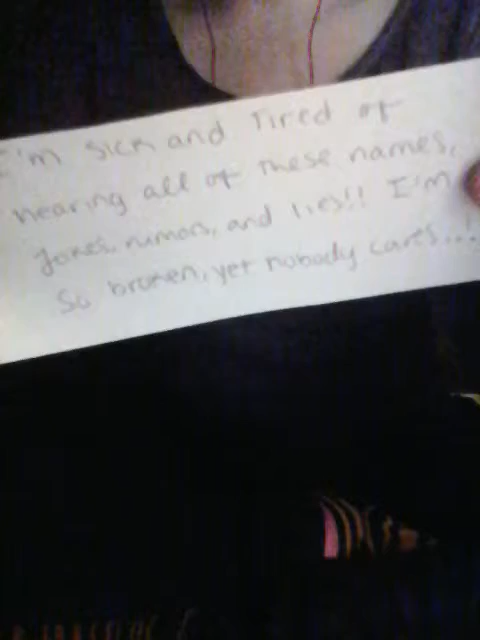 I'm sick and Tired of
hearing all of these names,
jokes, rumors, and lies!! I'm
So broken, yet nobody cares...!